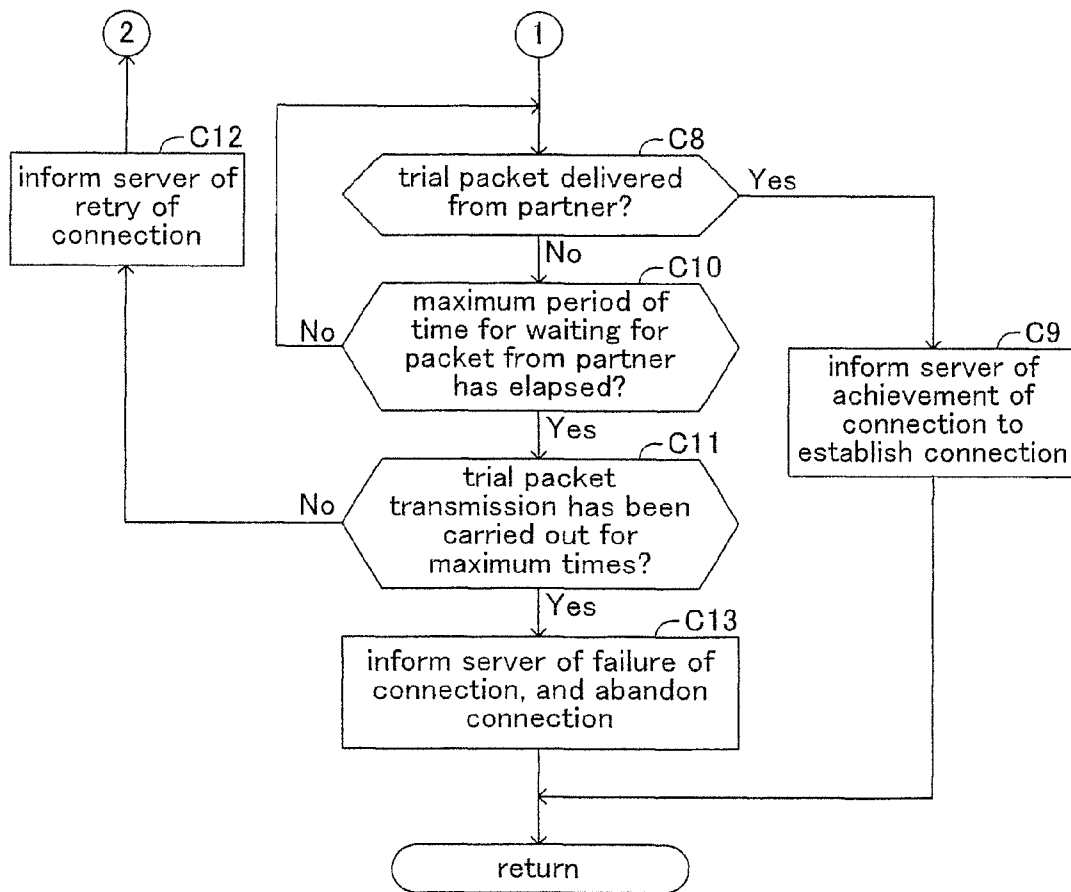 2
1
C12
inform server of
retry of
connection
C8
trial packet delivered
from partner?
Yes
No
C10
maximum period of
time for waiting for
packet from partner
has elapsed?
No
Yes
C9
inform server of
achievement of
connection to
establish connection
C11
trial packet
transmission has been
carried out for
maximum times?
No
Yes
C13
inform server of failure of
connection, and abandon
connection
return